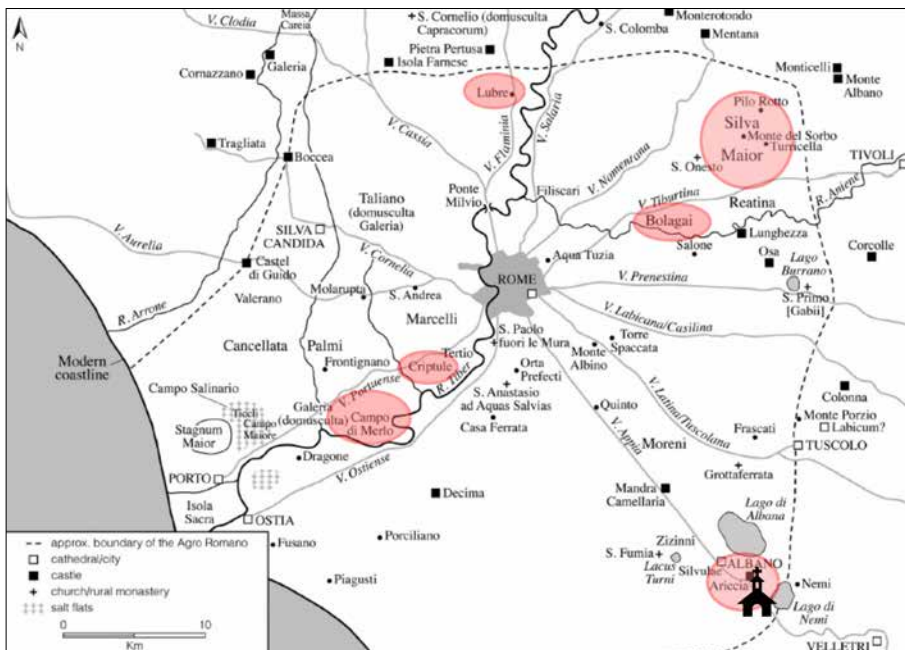 V. Clodia
Massa
Careia
S. Cornelio (domusculta
Capracorum)
Monterotondo
Mentana
S. Colomba
Pietra Pertusa
Isola Farnese
Galeria
Cornazzano
Monticelli
Monte
Albano
N
Lubre
Pilo Rotto
Silva
Monte del Sorbo
Maior
Turricella
V. Cassia
V. Flaminia
V. Salaria
Tragliata
Boccea
S. Onesto
TIVOLI
V. Nomentana
Ponte
Milvio
Filiscari
V. Tiburtina
Reatina
R. Aniene
Taliano
(domusculta
Galeria)
SILVA
CANDIDA
Bolagai
Lunghezza
V. Aurelia
Salone
Osa
Corcolle
V. Cornelia
Aqua Tuzia
Lago
Burrano
Castel
di Guido
ROME
V. Prenestina
S. Primo
[Gabii]
Valerano
Molarupta
S. Andrea
R. Arrone
Marcelli
V. Labicana/Casilina
S. Paolo
fuori le Mura
Torre
Spaccata
Cancellata
Palmi
Tertio
Monte
Albino
Modern
coastline
Frontignano
Criptule
R. Tiber
Orta
Prefecti
V. Portuense
S. Anastasio
ad Aquas Salvias
Colonna
Campo Salinario
Galeria
(domusculta)
Campo
di Merlo
Quinto
V. Latina/Tuscolana
Monte Porzio
Labicum?
Ticcli
Campo
Maiore
Casa Ferrata
Stagnum
Maior
V. Appia
Frascati
Moreni
TUSCOLO
Dragone
V. Ostiense
Grottaferrata
PORTO
Decima
Mandra
Camellaria
Isola
Sacra
OSTIA
Lago di
Albana
Fusano
Porciliano
Zizinni
S. Fumia
Lacus
Turni
Silvulae
ALBANO
Ariccia
Piagusti
Nemi
Lago di
Nemi
VELLETRI
approx. boundary of the Agro Romano
cathedral/city
castle
church/rural monastery
salt flats
0
10
Km